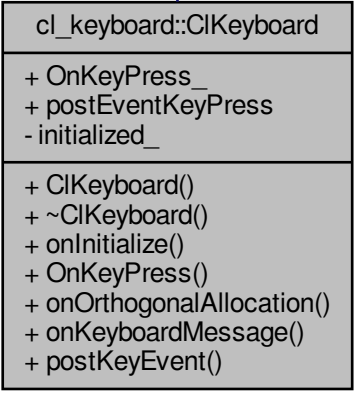 cl_keyboard::ClKeyboard
+ OnKeyPress_
+ postEventKeyPress
- initialized_
+ ClKeyboard()
+ ~ClKeyboard()
+ onInitialize()
+ OnKeyPress()
+ onOrthogonalAllocation()
+ onKeyboardMessage()
+ postKeyEvent()